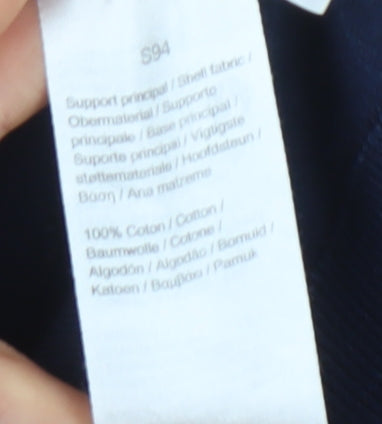 S94
Support principal / Shell fabric /
Obermaterial / Supporto
principale / Base principal /
Suporte principal / Vigtigste
støttemateriale / Hoofdsteun /
Βάση / Ana malzeme
100% Coton / Cotton /
Baumwolle / Cotone /
Algodón / Algodão / Bomuld /
Katoen / Βαμβάκι / Pamuk